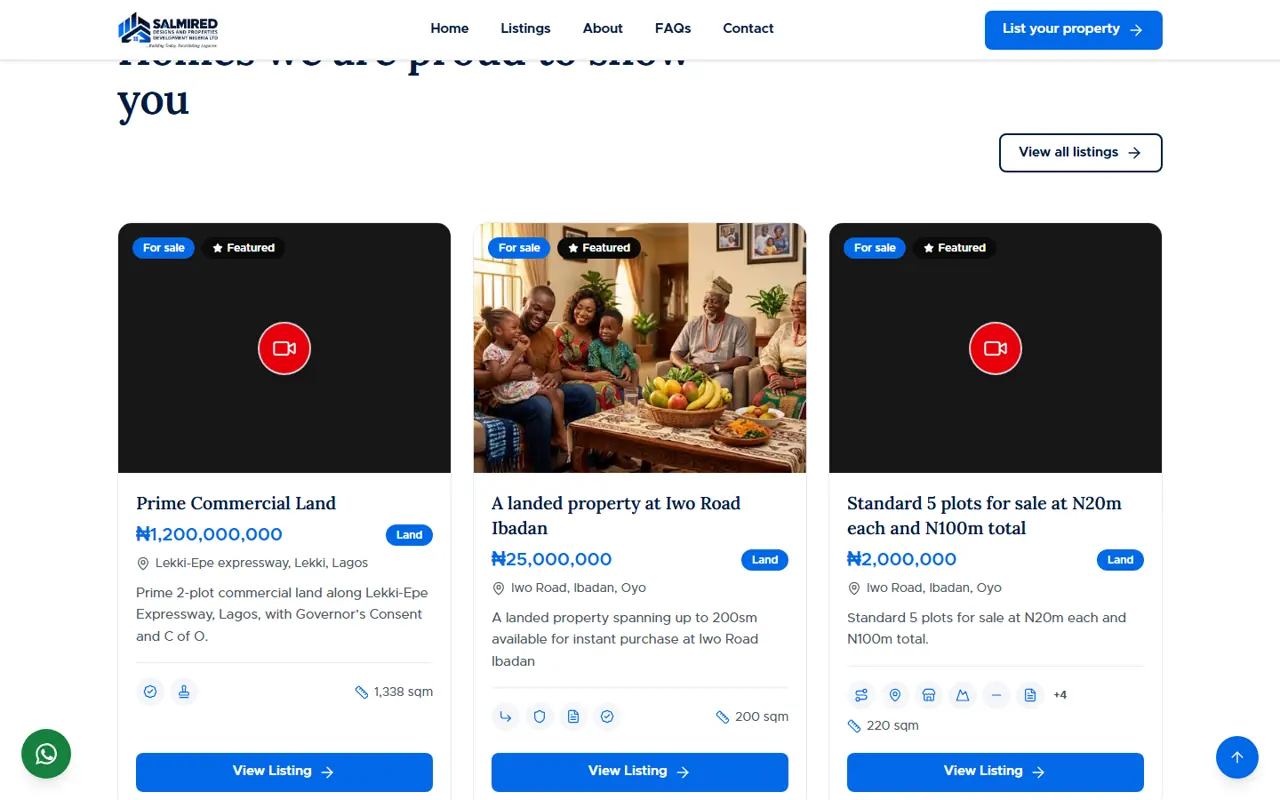 SALMIRED
DESIGNS AND PROPERTIES
DEVELOPMENT NIGERIA LTD
Home
Listings
About
FAQs
Contact
List your property
Homes we are proud to show
you
View all listings
For sale
Featured
For sale
Featured
For sale
Featured
Prime Commercial Land
₦1,200,000,000
Land
Lekki-Epe expressway, Lekki, Lagos
Prime 2-plot commercial land along Lekki-Epe
Expressway, Lagos, with Governor's Consent
and C of O.
1,338 sqm
View Listing
A landed property at Iwo Road
Ibadan
₦25,000,000
Land
Iwo Road, Ibadan, Oyo
A landed property spanning up to 200sm
available for instant purchase at Iwo Road
Ibadan
200 sqm
View Listing
Standard 5 plots for sale at N20m
each and N100m total
₦2,000,000
Land
Iwo Road, Ibadan, Oyo
Standard 5 plots for sale at N20m each and
N100m total.
+4
220 sqm
View Listing